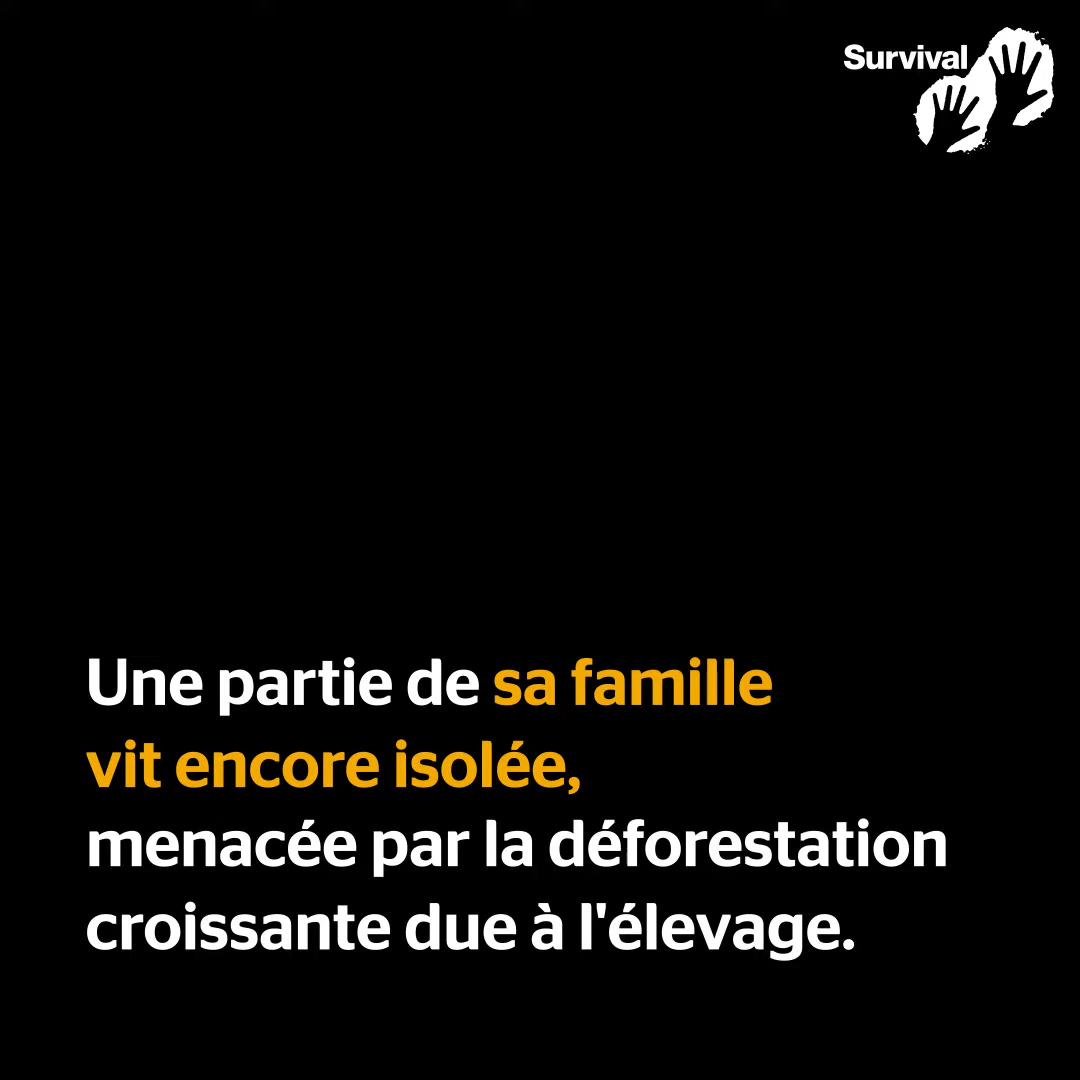 Survival
Une partie de sa famille
vit encore isolée,
menacée par la déforestation
croissante due à l'élevage.